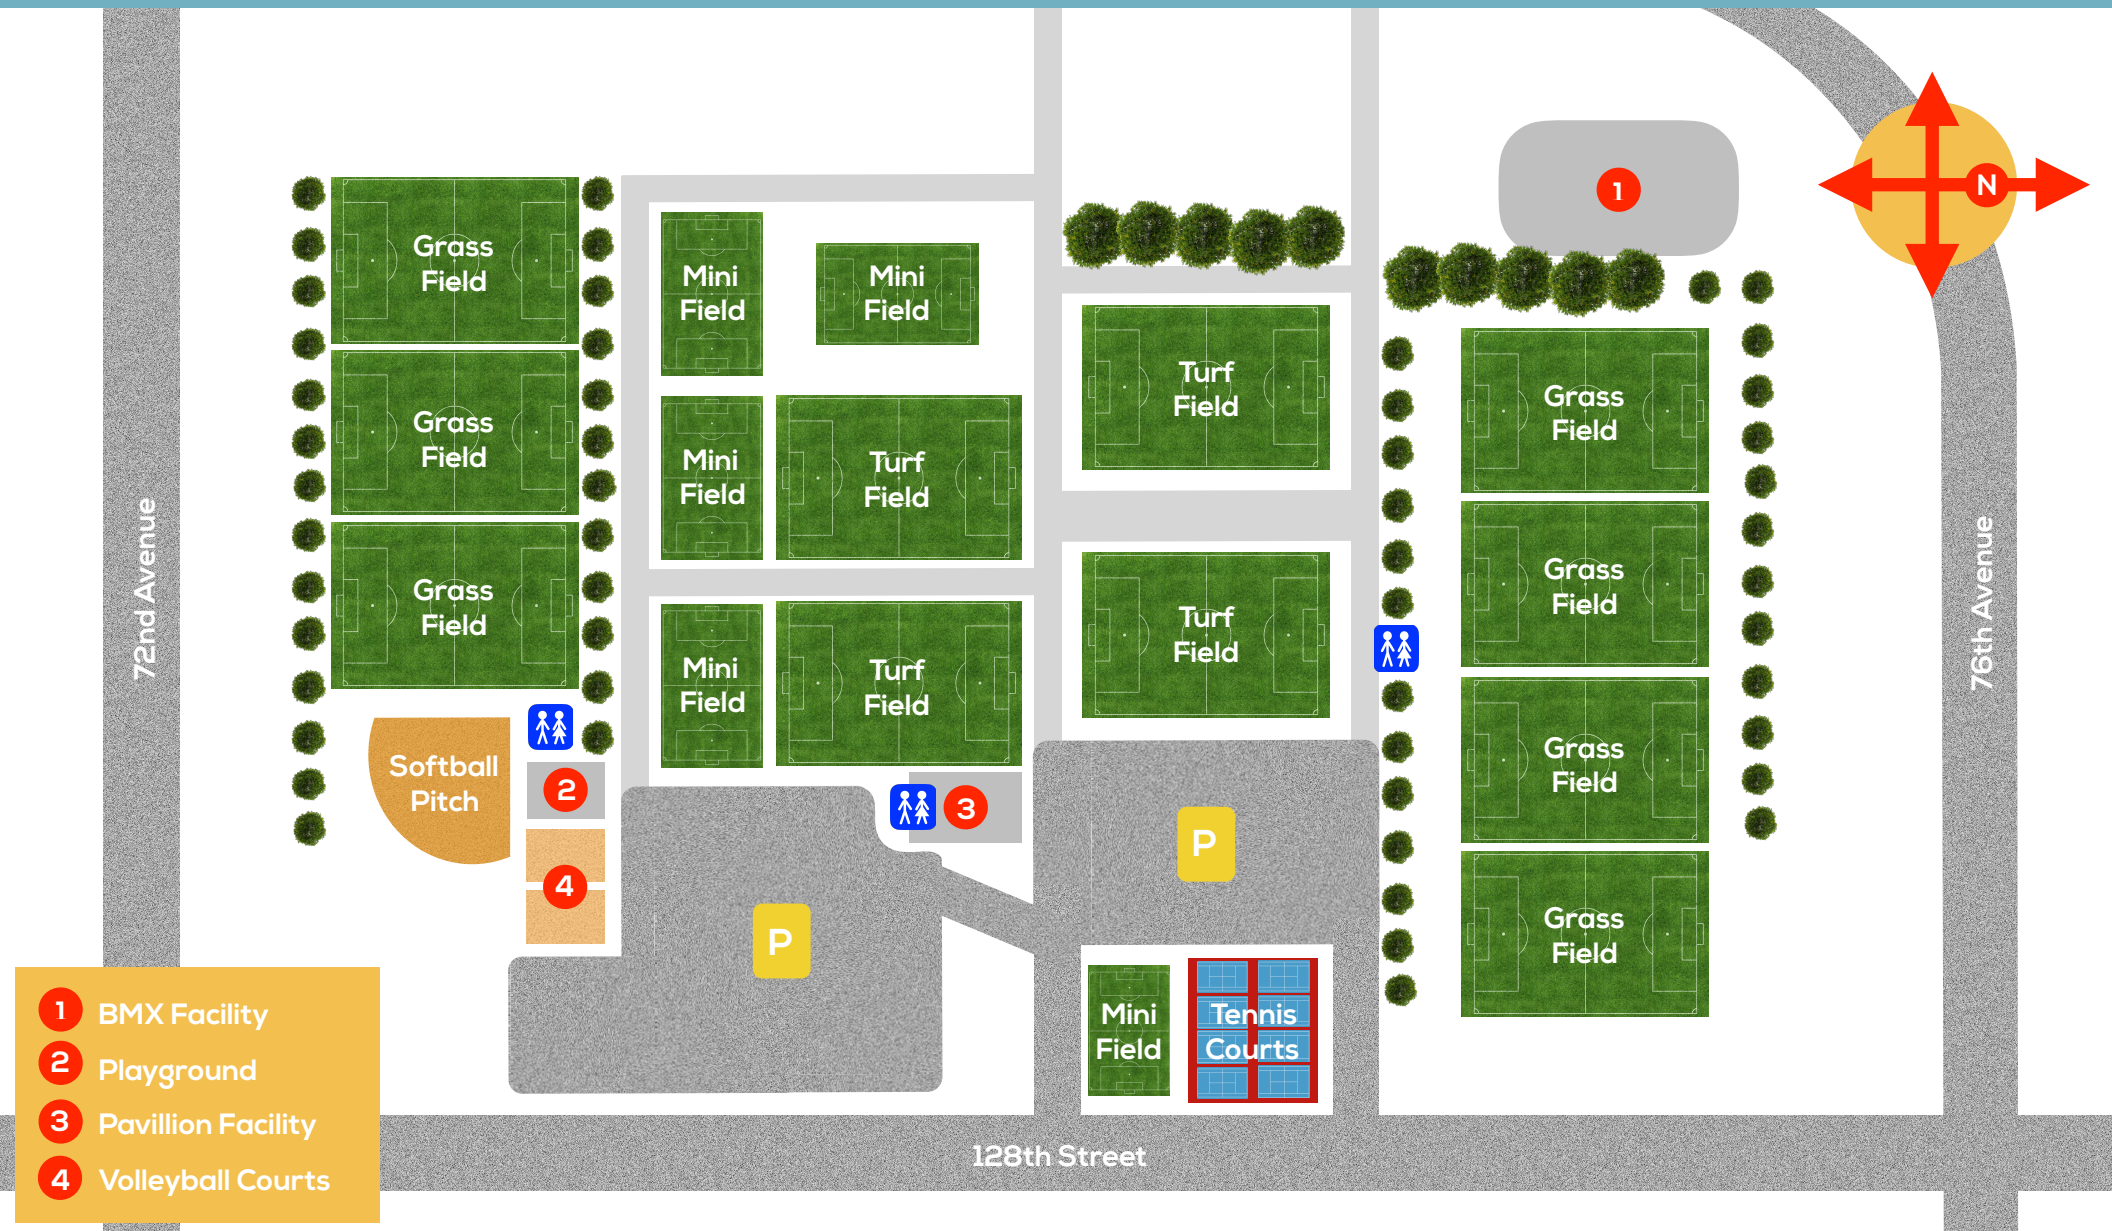 N
1
Grass
Field
Mini
Field
Mini
Field
Turf
Field
Grass
Field
Grass
Field
Mini
Field
Turf
Field
Grass
Field
Grass
Field
Grass
Field
Mini
Field
Turf
Field
Turf
Field
Grass
Field
72nd Avenue
76th Avenue
Softball
Pitch
2
3
4
P
P
Grass
Field
Mini
Field
Tennis
Courts
128th Street
1 BMX Facility
2 Playground
3 Pavillion Facility
4 Volleyball Courts